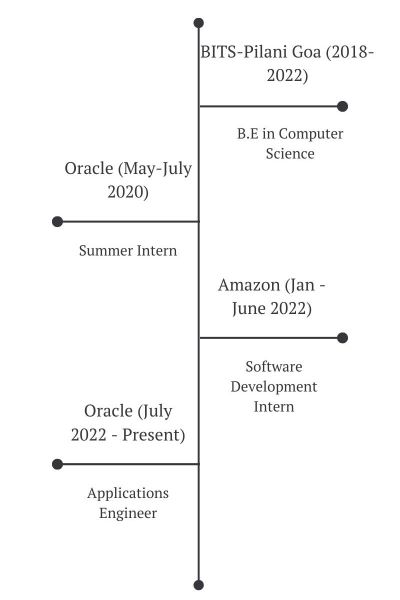 BITS-Pilani Goa (2018-
2022)
B.E in Computer
Science
Oracle (May-July
2020)
Summer Intern
Amazon (Jan -
June 2022)
Software
Development
Intern
Oracle (July
2022 - Present)
Applications
Engineer